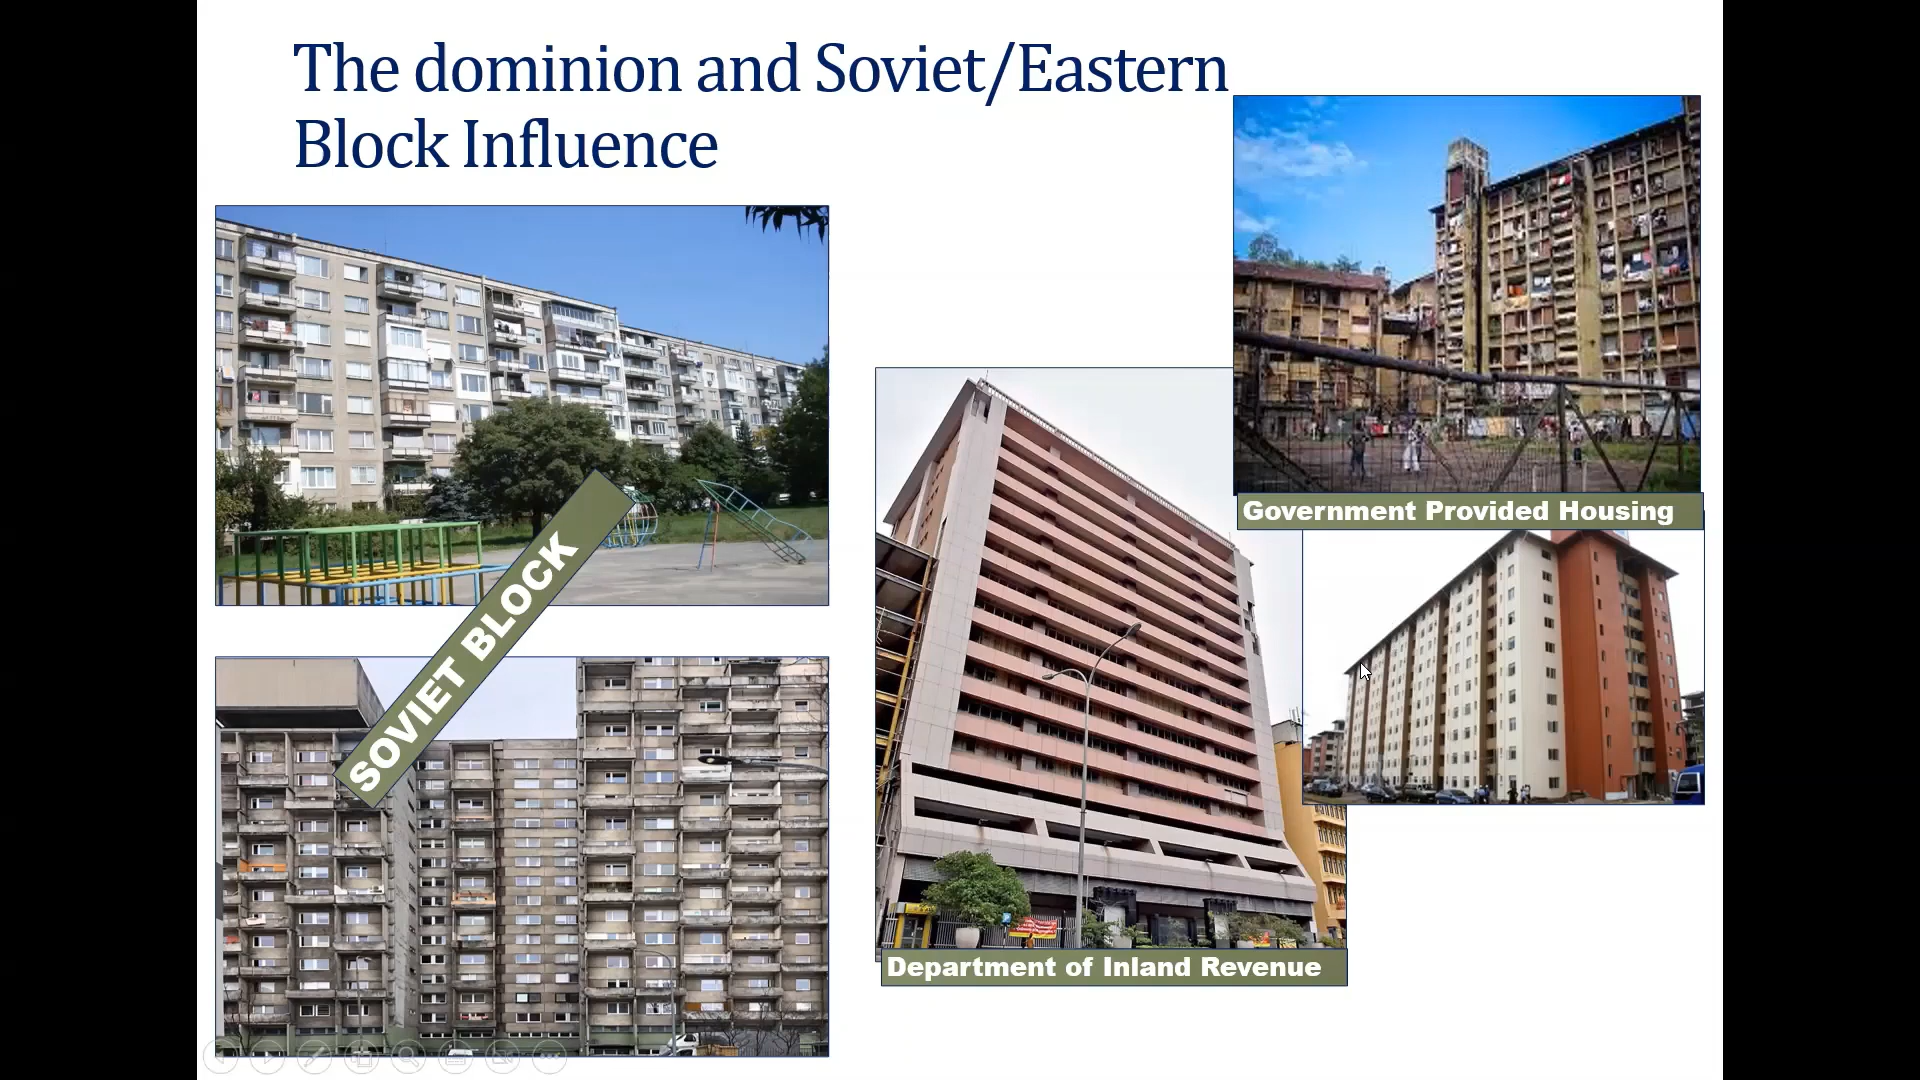 The dominion and Soviet/Eastern
Block Influence
SOVIET BLOCK
Government Provided Housing
Department of Inland Revenue